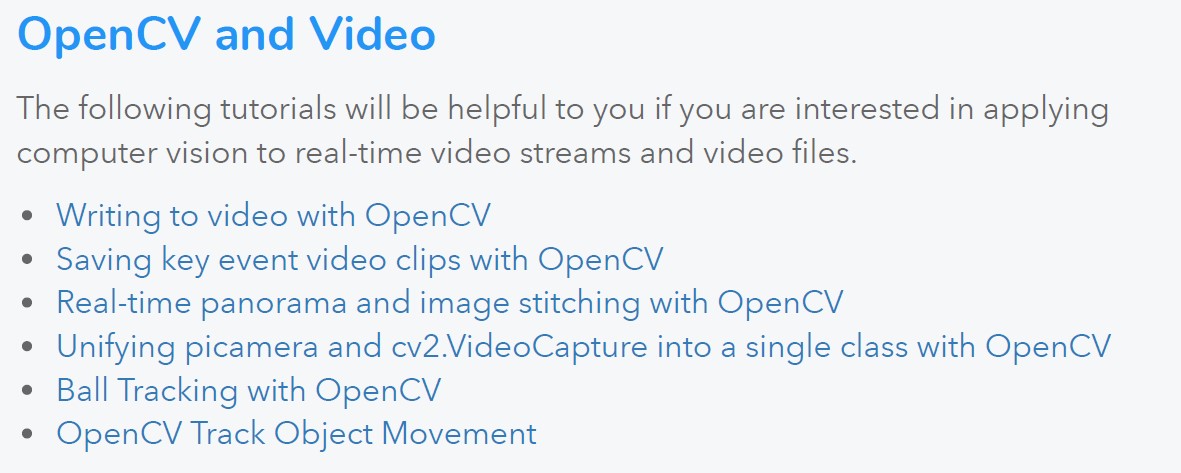 OpenCV and Video
The following tutorials will be helpful to you if you are interested in applying
computer vision to real-time video streams and video files.
• Writing to video with OpenCV
• Saving key event video clips with OpenCV
• Real-time panorama and image stitching with OpenCV
• Unifying picamera and cv2.VideoCapture into a single class with OpenCV
• Ball Tracking with OpenCV
• OpenCV Track Object Movement